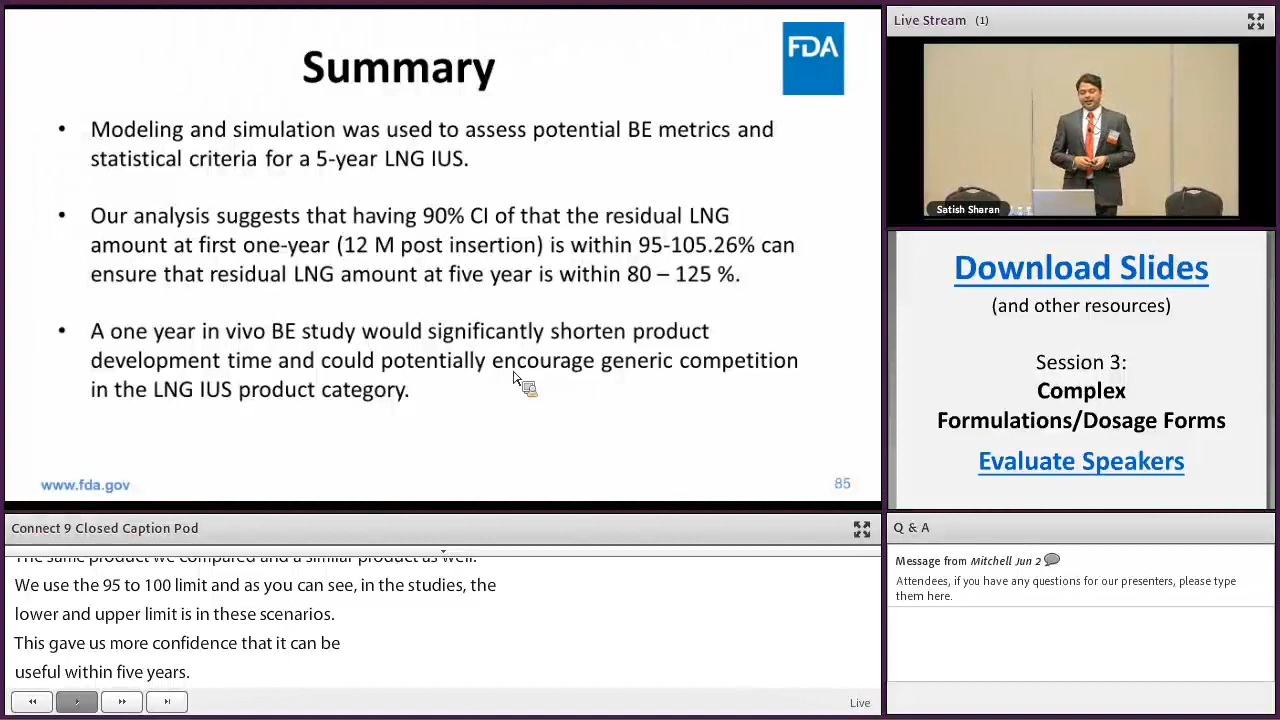 Summary
FDA
• Modeling and simulation was used to assess potential BE metrics and
statistical criteria for a 5-year LNG IUS.
• Our analysis suggests that having 90% CI of that the residual LNG
amount at first one-year (12 M post insertion) is within 95-105.26% can
ensure that residual LNG amount at five year is within 80 – 125 %.
• A one year in vivo BE study would significantly shorten product
development time and could potentially encourage generic competition
in the LNG IUS product category.
www.fda.gov
85
Live Stream (1)
Satish Sharan
Download Slides
(and other resources)
Session 3:
Complex
Formulations/Dosage Forms
Evaluate Speakers
Connect 9 Closed Caption Pod
The same product we compared and a similar product as well.
We use the 95 to 100 limit and as you can see, in the studies, the
lower and upper limit is in these scenarios.
This gave us more confidence that it can be
useful within five years.
Live
Q & A
Message from Mitchell Jun 2
Attendees, if you have any questions for our presenters, please type
them here.